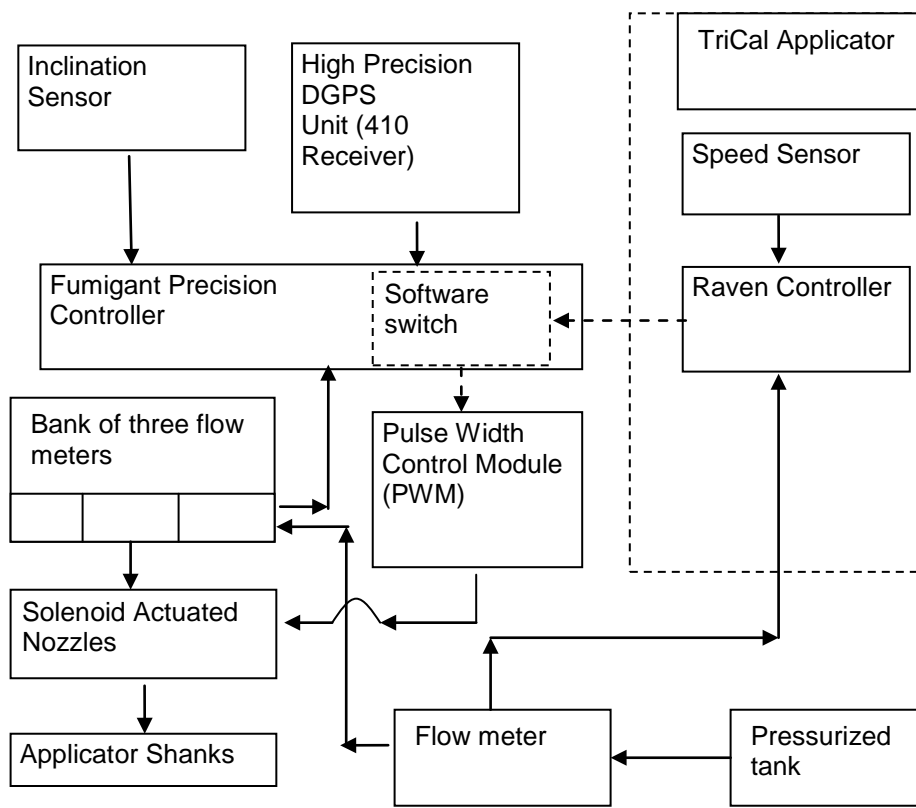 Inclination
Sensor
High Precision
DGPS
Unit (410
Receiver)
TriCal Applicator
Speed Sensor
Fumigant Precision
Controller
Software
switch
Raven Controller
Bank of three flow
meters
Pulse Width
Control Module
(PWM)
Solenoid Actuated
Nozzles
Applicator Shanks
Flow meter
Pressurized
tank